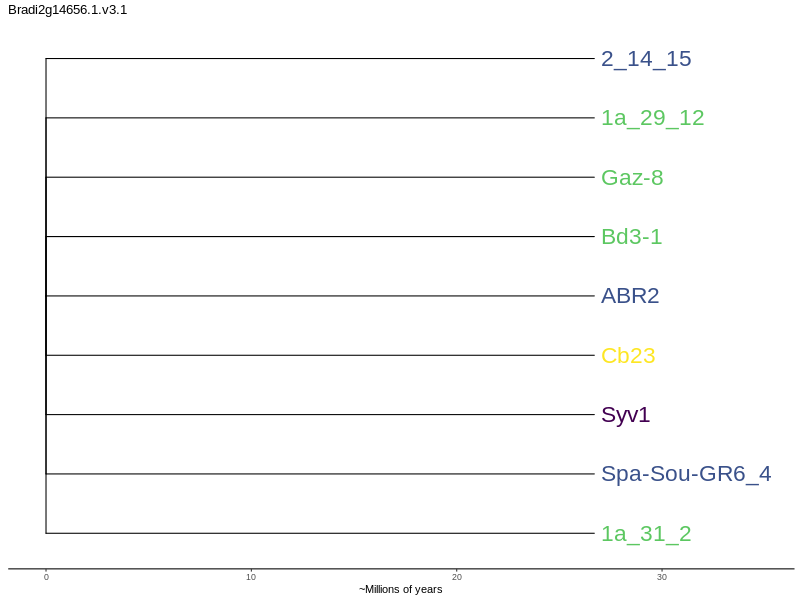 Bradi2g14656.1.v3.1
2_14_15
1a_29_12
Gaz-8
Bd3-1
ABR2
Cb23
Syv1
Spa-Sou-GR6_4
1a_31_2
0 10 20 30
~Millions of years